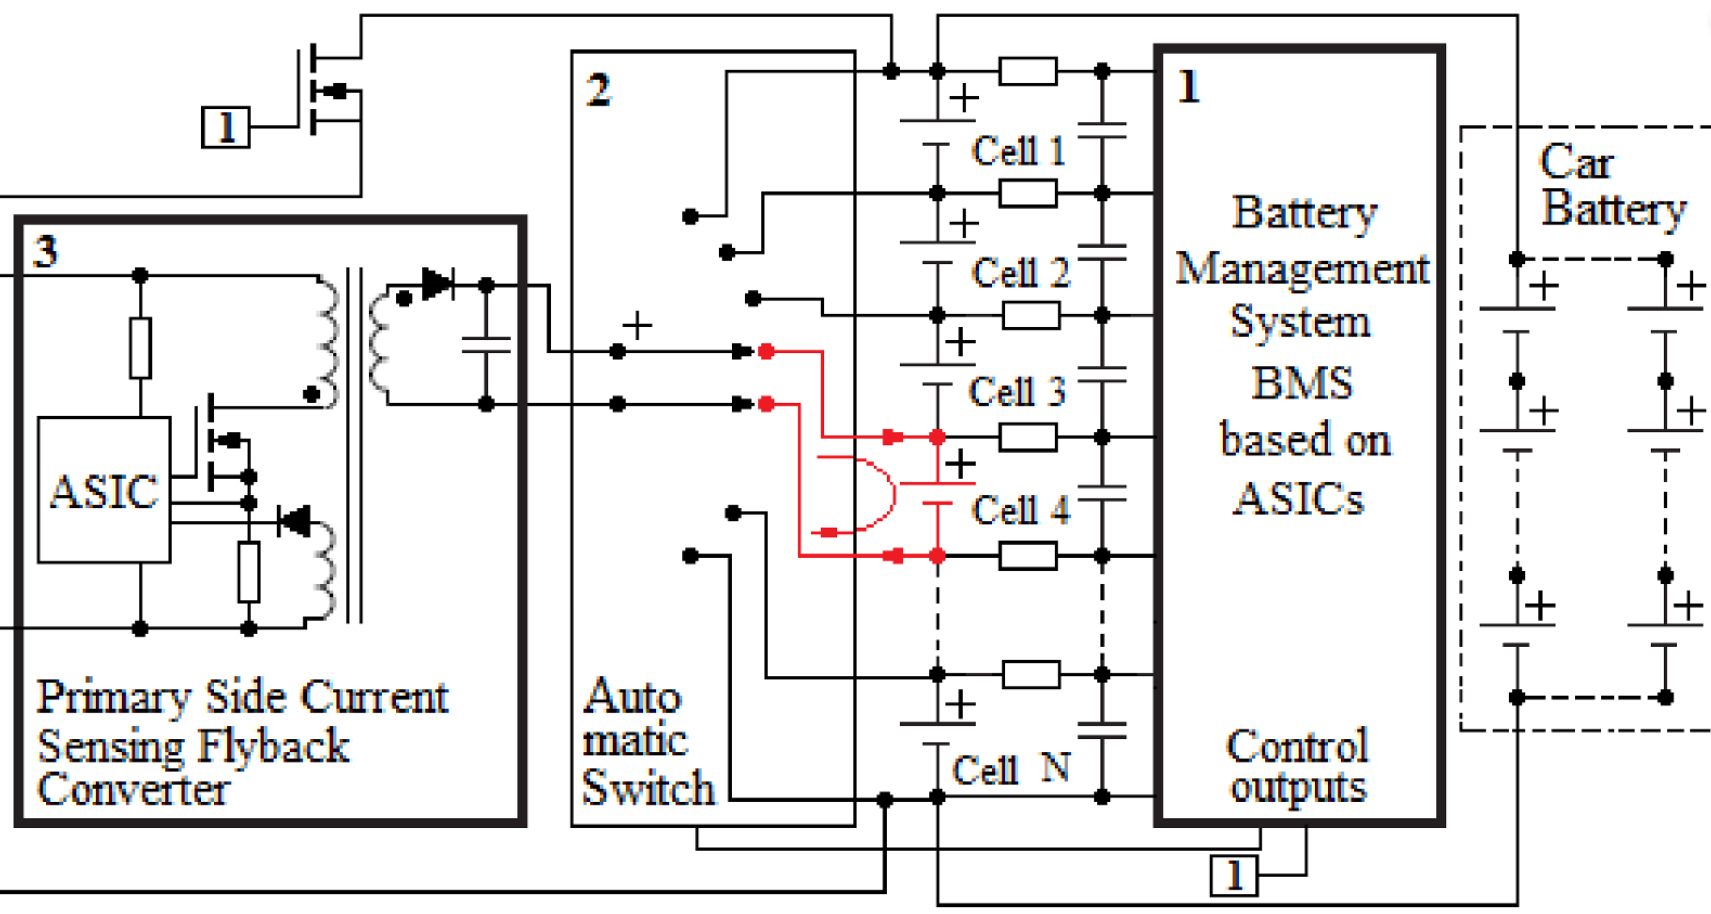 1
2
+
Cell 1
+
Cell 2
+
Cell 3
+
Cell 4
+
Cell N
1
Battery
Management
System
BMS
based on
ASICs
Control
outputs
1
Car
Battery
+
+
+
+
+
+
3
ASIC
+
Primary Side Current
Sensing Flyback
Converter
Auto
matic
Switch